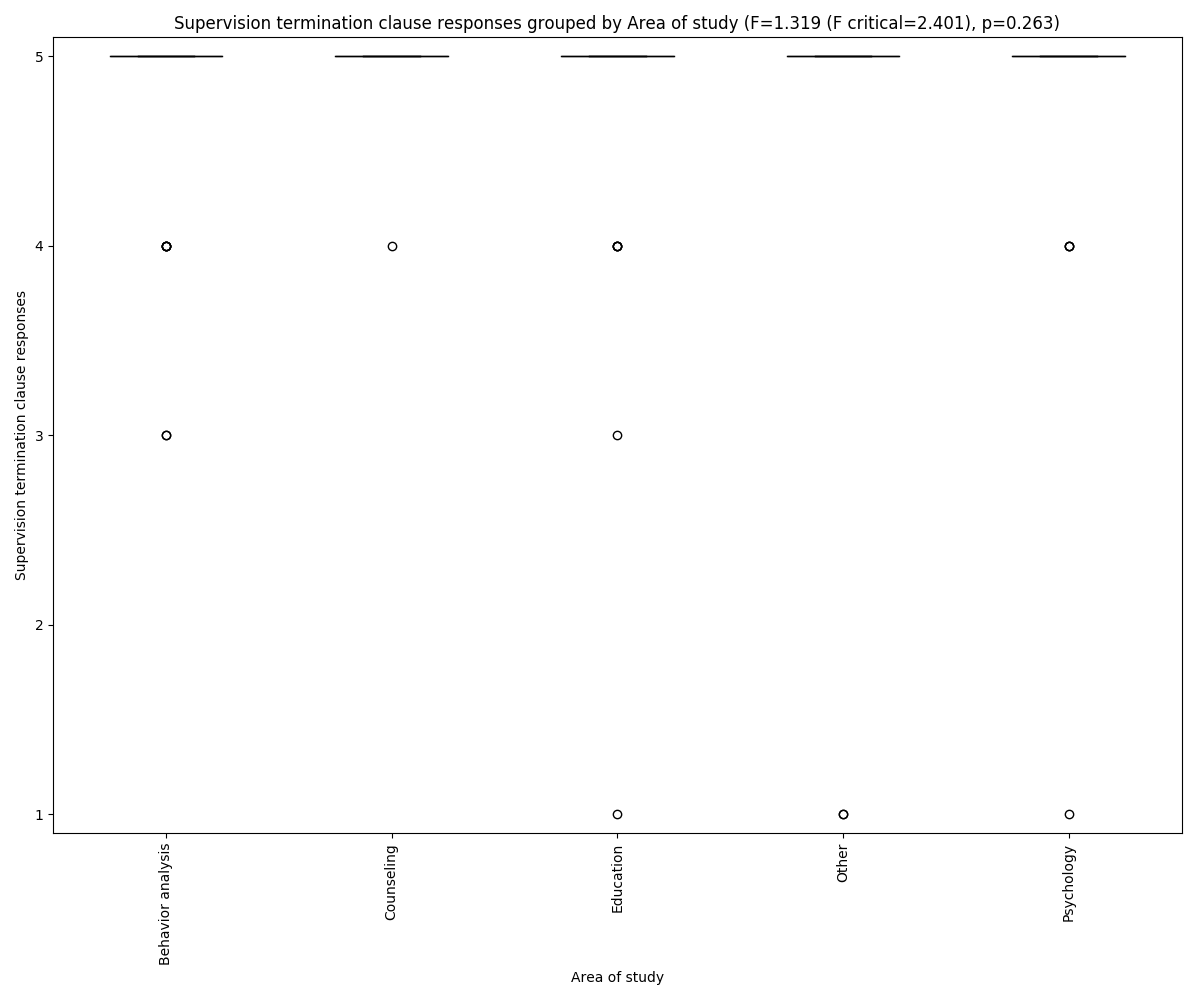 Supervision termination clause responses grouped by Area of study (F=1.319 (F critical=2.401), p=0.263)
Supervision termination clause responses
5
4
3
2
1
Behavior analysis
Counseling
Education
Other
Psychology
Area of study